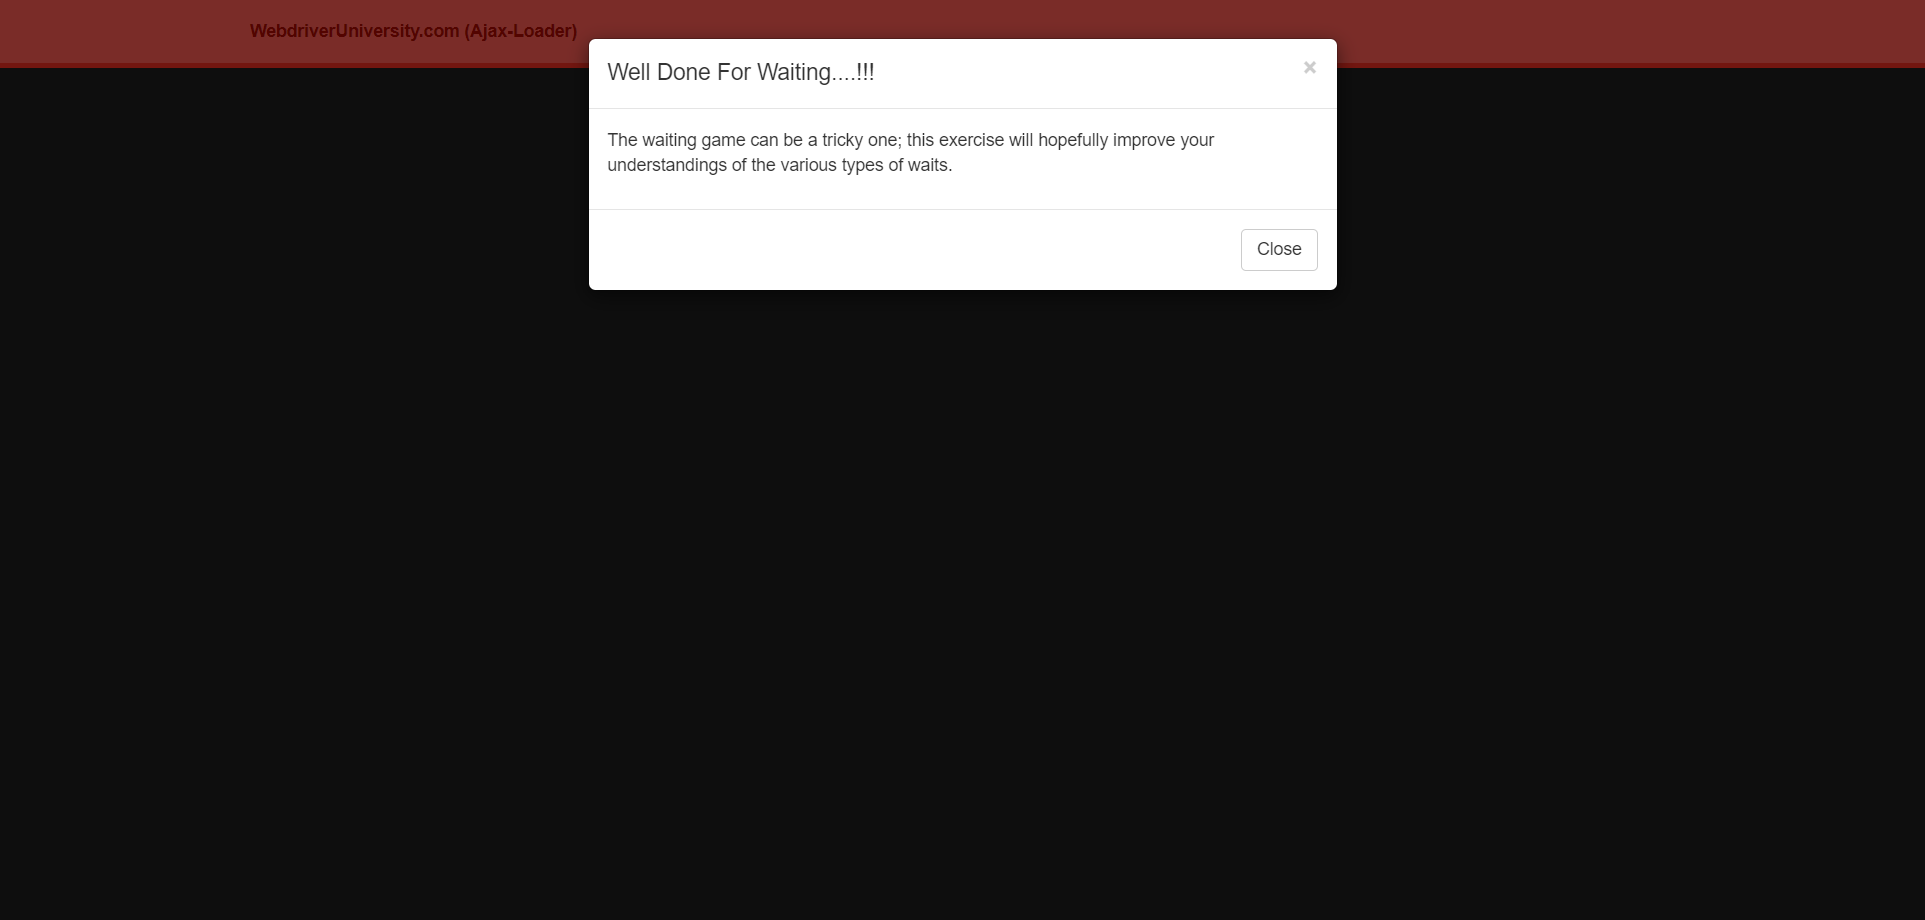 WebdriverUniversity.com (Ajax-Loader)
Well Done For Waiting....!!!
×
The waiting game can be a tricky one; this exercise will hopefully improve your
understandings of the various types of waits.
Close